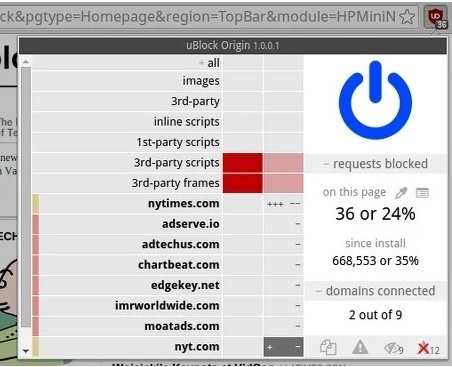 ck&pgtype=Homepage&region=TopBar&module=HPMiniN
36
uBlock Origin 1.0.0.1
+ all
images
3rd-party
inline scripts
1st-party scripts
3rd-party scripts
3rd-party frames
nytimes.com +++ --
adserve.io -
adtechus.com -
chartbeat.com -
edgekey.net -
imrworldwide.com -
moatads.com -
nyt.com + -
– requests blocked
on this page
36 or 24%
since install
668,553 or 35%
– domains connected
2 out of 9
9
12